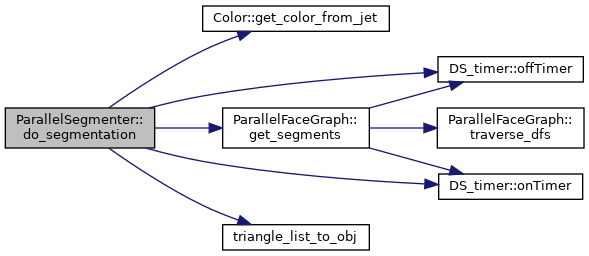 Color::get_color_from_jet
DS_timer::offTimer
ParallelSegmenter::
do_segmentation
ParallelFaceGraph::
get_segments
ParallelFaceGraph::
traverse_dfs
DS_timer::onTimer
triangle_list_to_obj